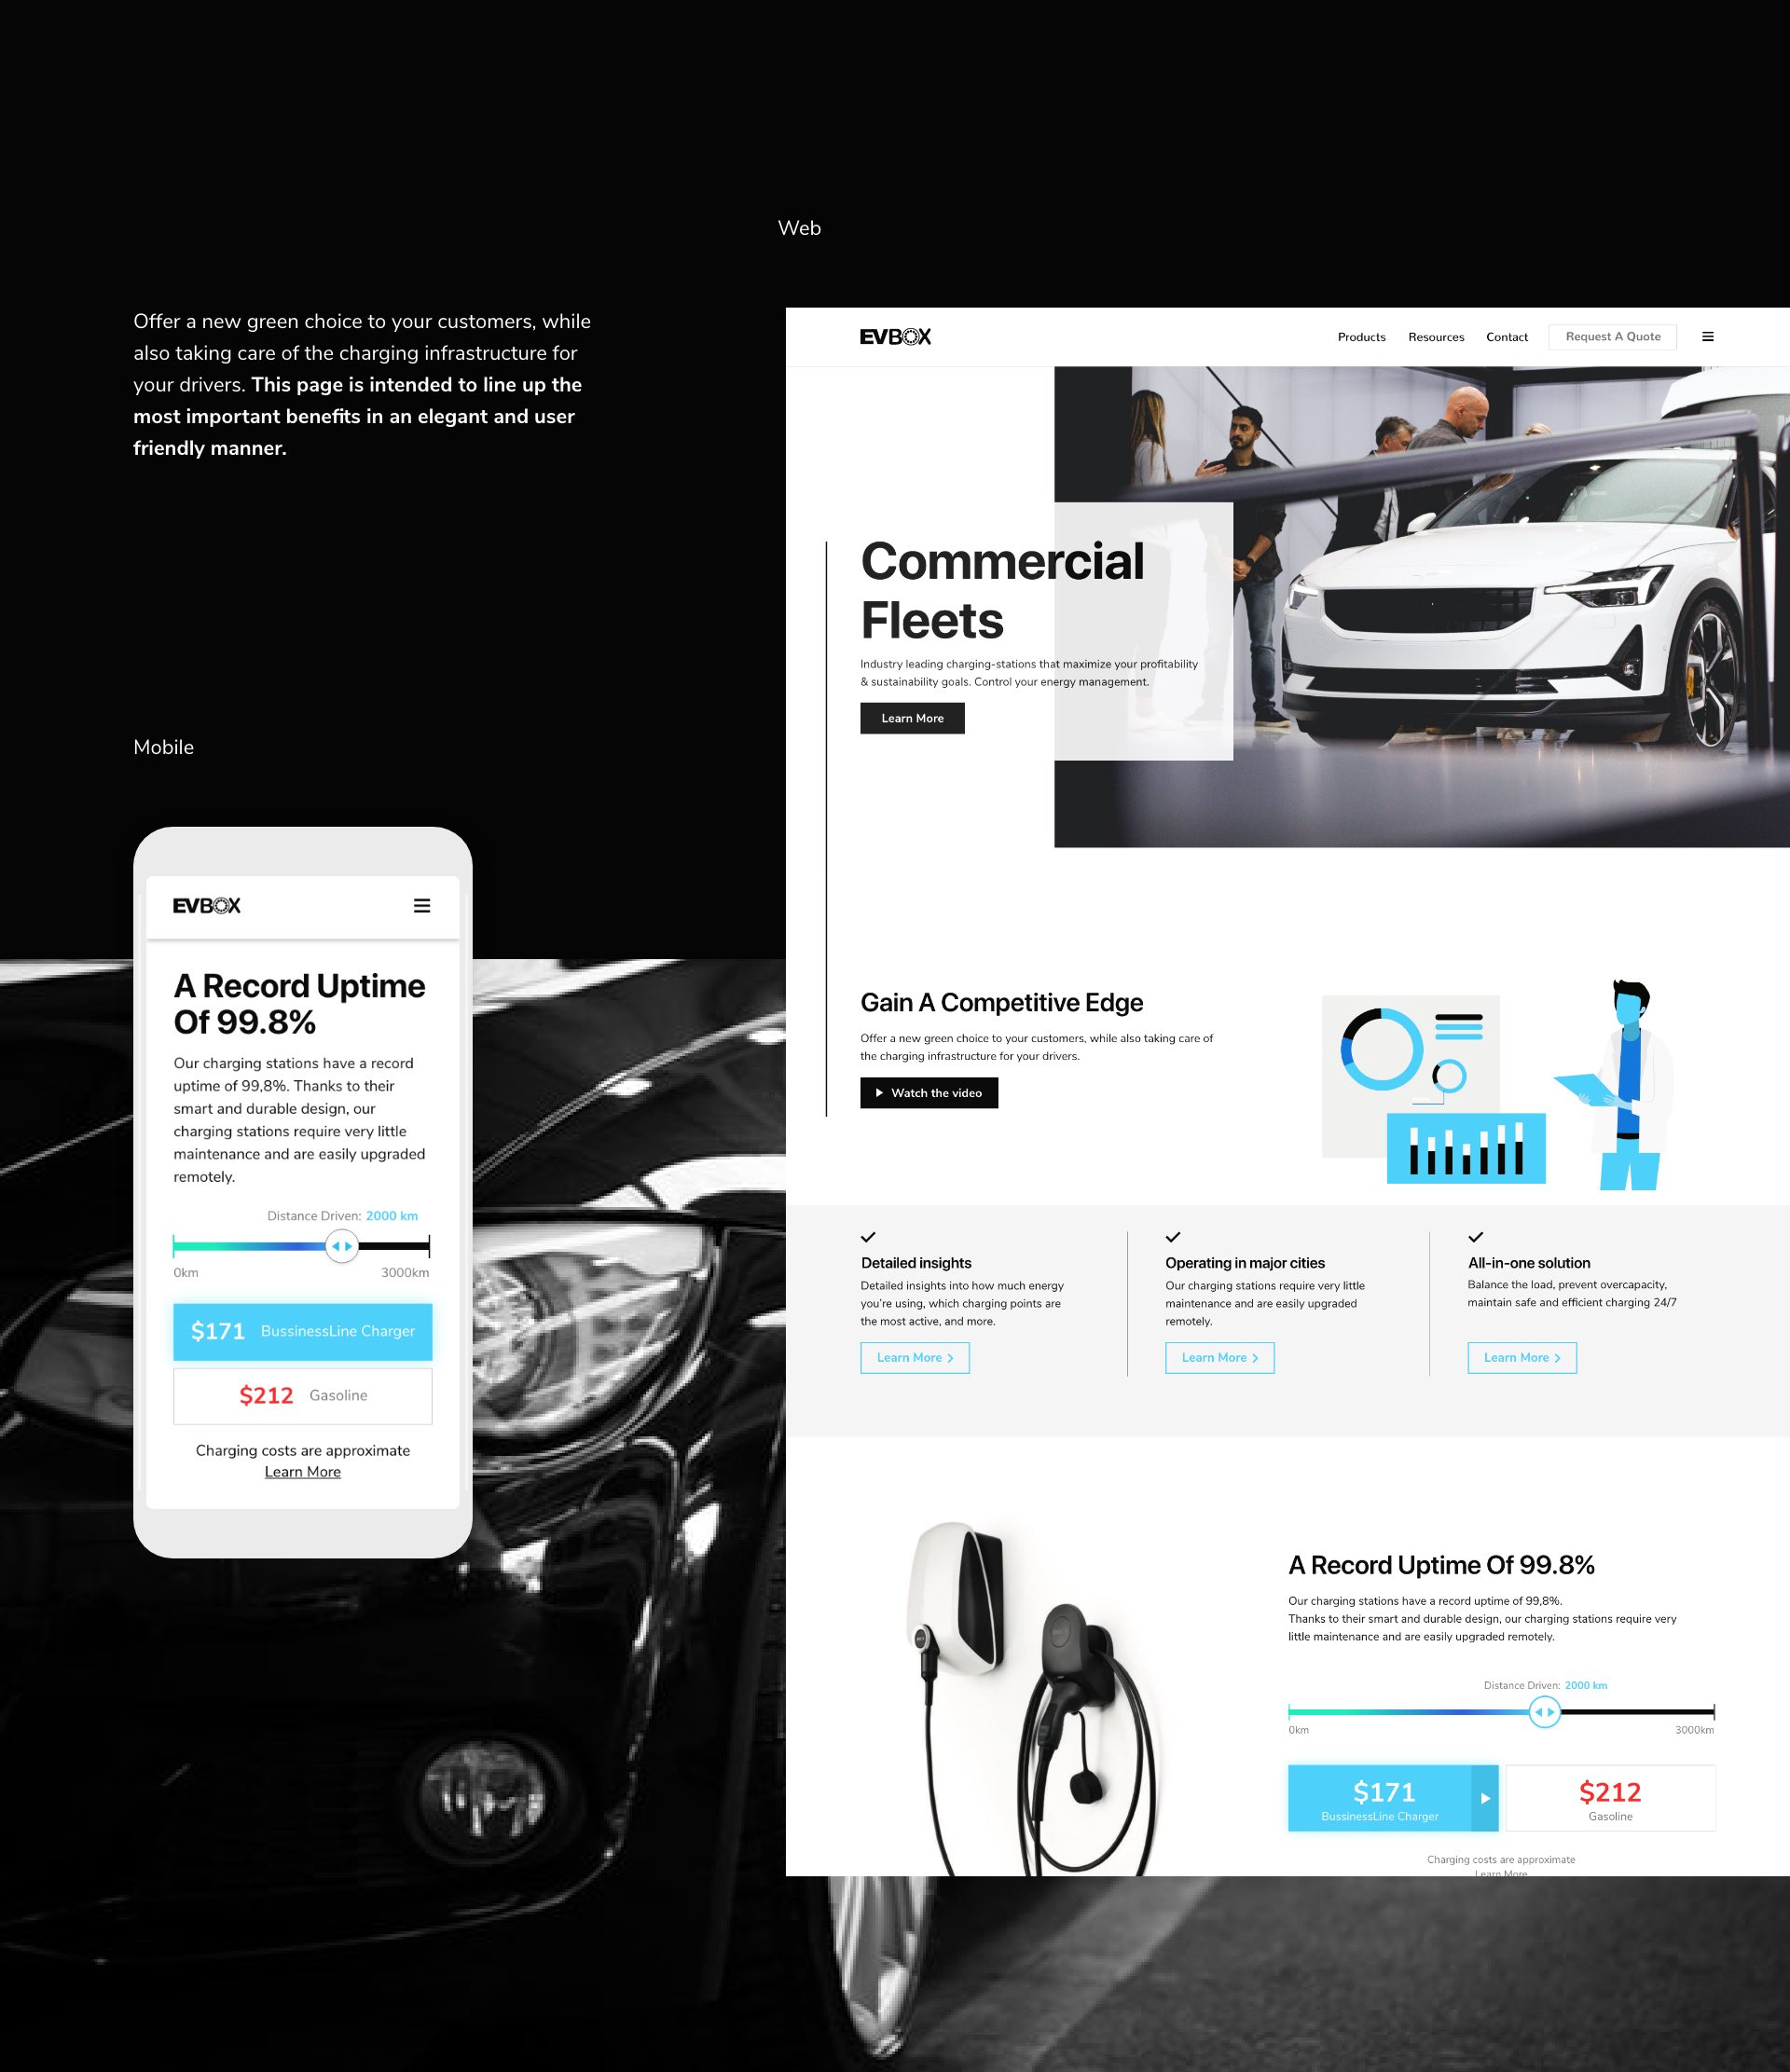 Web
Offer a new green choice to your customers, while
also taking care of the charging infrastructure for
your drivers. This page is intended to line up the
most important benefits in an elegant and user
friendly manner.
Mobile
EVBOX
A Record Uptime
Of 99.8%
Our charging stations have a record
uptime of 99,8%. Thanks to their
smart and durable design, our
charging stations require very little
maintenance and are easily upgraded
remotely.
Distance Driven: 2000 km
0km 3000km
$171 BussinessLine Charger
$212 Gasoline
Charging costs are approximate
Learn More
EVBOX Products Resources Contact Request A Quote
Commercial
Fleets
Industry leading charging-stations that maximize your profitability
& sustainability goals. Control your energy management.
Learn More
Gain A Competitive Edge
Offer a new green choice to your customers, while also taking care of
the charging infrastructure for your drivers.
Watch the video
Detailed insights
Detailed insights into how much energy
you're using, which charging points are
the most active, and more.
Learn More
Operating in major cities
Our charging stations require very little
maintenance and are easily upgraded
remotely.
Learn More
All-in-one solution
Balance the load, prevent overcapacity,
maintain safe and efficient charging 24/7
Learn More
A Record Uptime Of 99.8%
Our charging stations have a record uptime of 99,8%.
Thanks to their smart and durable design, our charging stations require very
little maintenance and are easily upgraded remotely.
Distance Driven: 2000 km
0km 3000km
$171
BussinessLine Charger
$212
Gasoline
Charging costs are approximate
Learn More